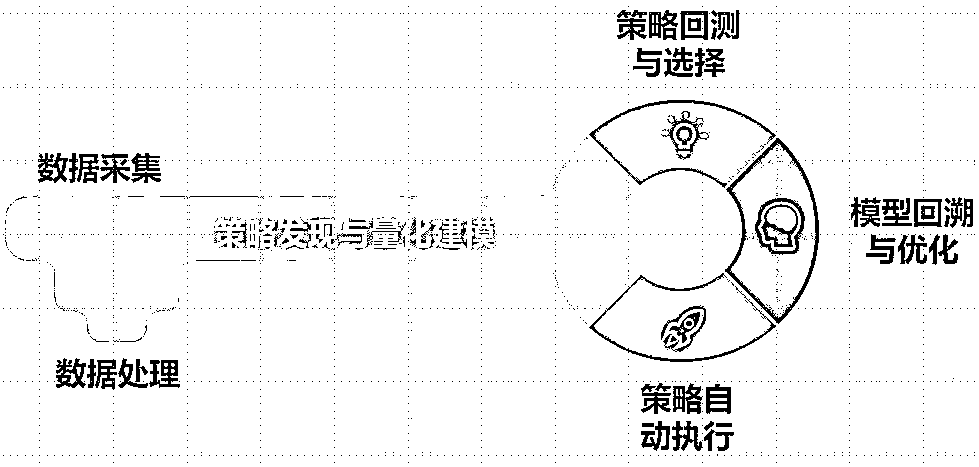 策略回测
与选择
数据采集
策略发现与量化建模
模型回溯
与优化
数据处理
策略自
动执行